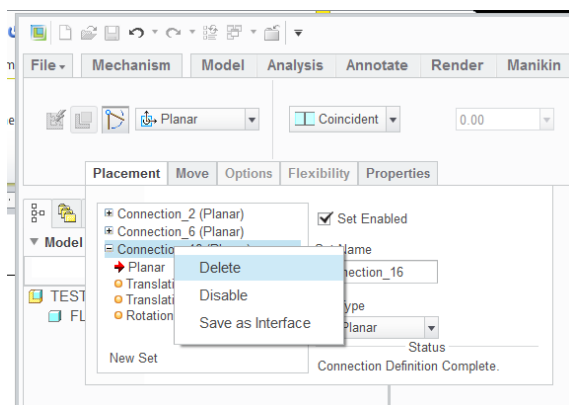 File Mechanism Model Analysis Annotate Render Manikin
Planar Coincident 0.00
Placement Move Options Flexibility Properties
Connection_2 (Planar)
Connection_6 (Planar)
Set Enabled
Model
Planar
Delete
Disable
Save as Interface
TEST
Rotation
Planar
Status
New Set
Connection Definition Complete.